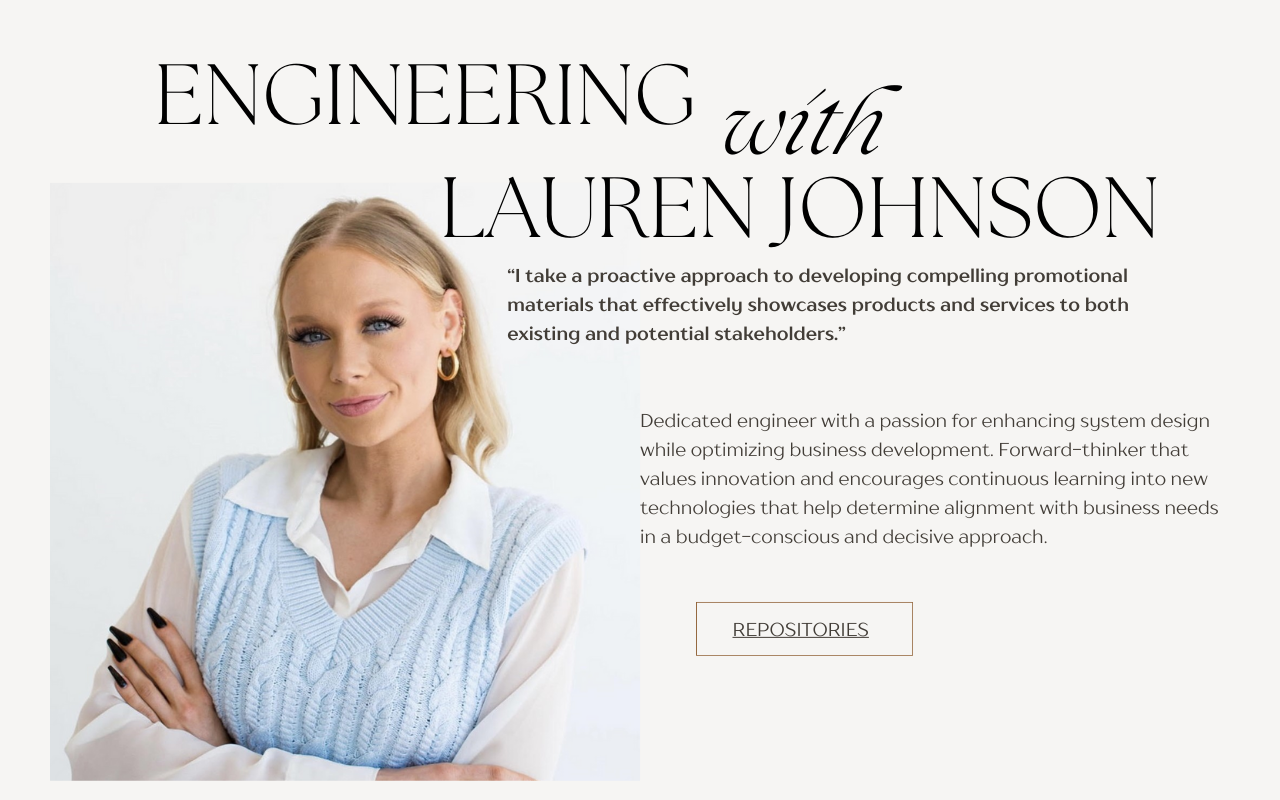 ENGINEERING with
LAUREN JOHNSON
“I take a proactive approach to developing compelling promotional
materials that effectively showcases products and services to both
existing and potential stakeholders.”
Dedicated engineer with a passion for enhancing system design
while optimizing business development. Forward-thinker that
values innovation and encourages continuous learning into new
technologies that help determine alignment with business needs
in a budget-conscious and decisive approach.
REPOSITORIES